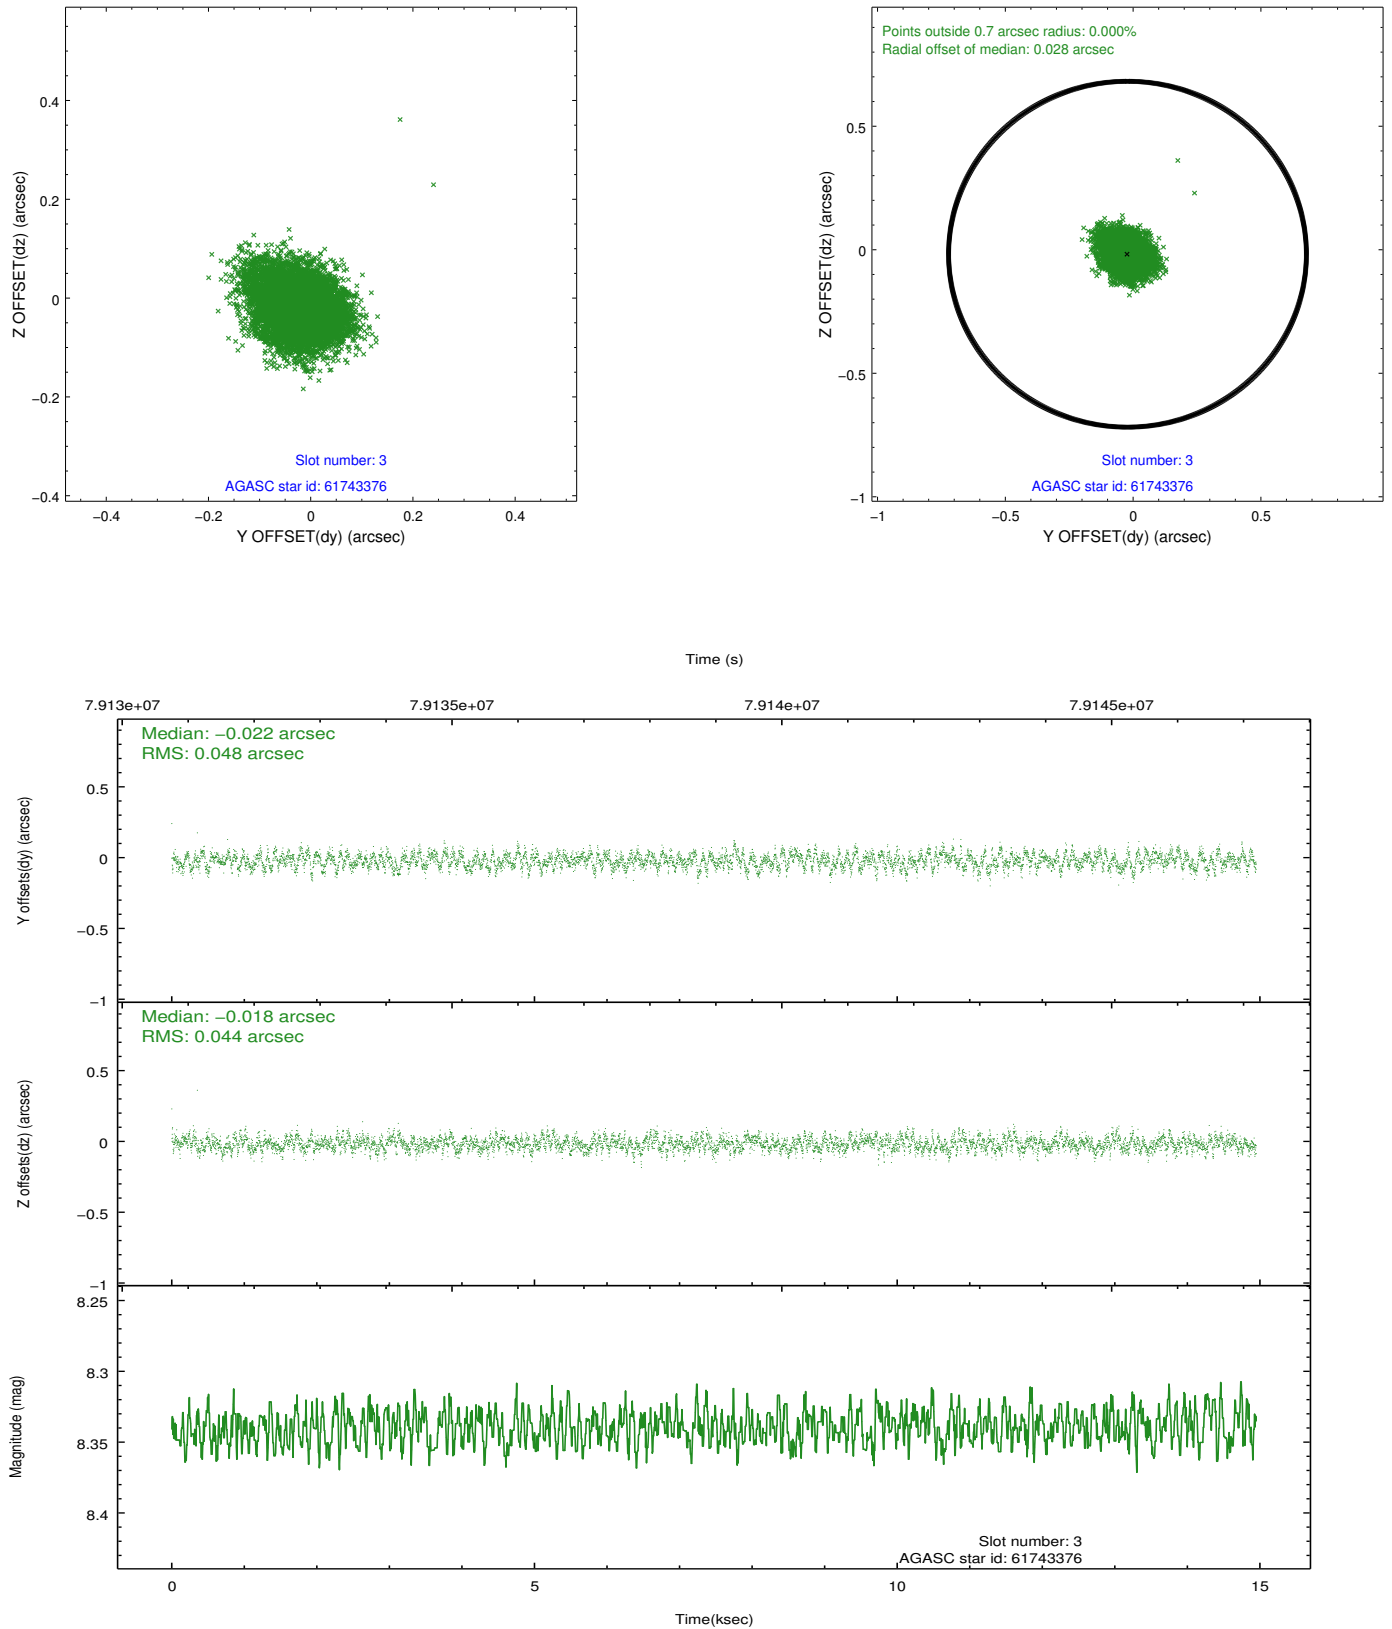 0.4
0.2
0
−0.2
−0.4
Z OFFSET(dz) (arcsec)
Slot number: 3
AGASC star id: 61743376
−0.4
−0.2
0
0.2
0.4
Y OFFSET(dy) (arcsec)
Points outside 0.7 arcsec radius: 0.000%
Radial offset of median: 0.028 arcsec
0.5
0
−0.5
−1
Z OFFSET(dz) (arcsec)
Slot number: 3
AGASC star id: 61743376
−1
−0.5
0
0.5
Y OFFSET(dy) (arcsec)
Time (s)
7.913e+07
7.9135e+07
7.914e+07
7.9145e+07
Median: −0.022 arcsec
RMS: 0.048 arcsec
0.5
0
−0.5
−1
Y offsets(dy) (arcsec)
Median: −0.018 arcsec
RMS: 0.044 arcsec
0.5
0
−0.5
−1
Z offsets(dz) (arcsec)
8.25
8.3
8.35
8.4
Magnitude (mag)
Slot number: 3
AGASC star id: 61743376
0
5
10
15
Time(ksec)